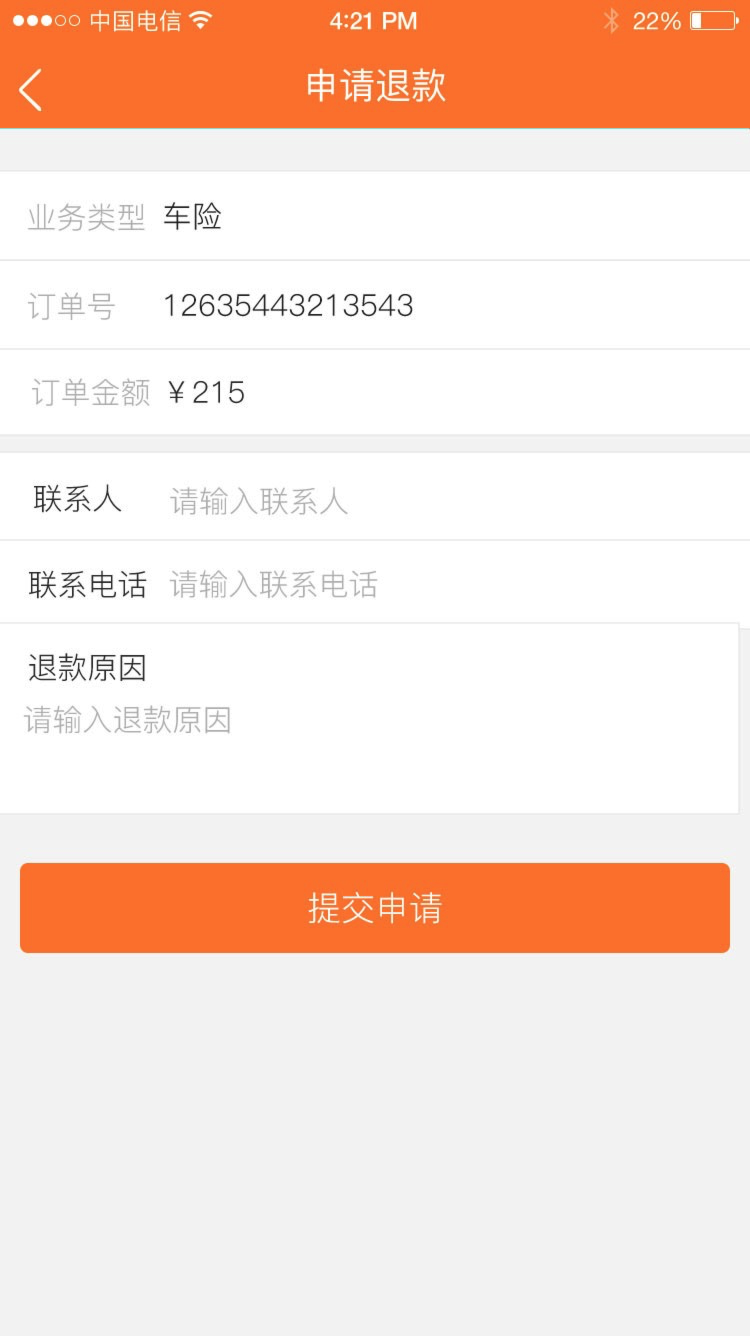 中国电信 4:21 PM 22%
申请退款
业务类型 车险
订单号 12635443213543
订单金额 ¥215
联系人 请输入联系人
联系电话 请输入联系电话
退款原因
请输入退款原因
提交申请